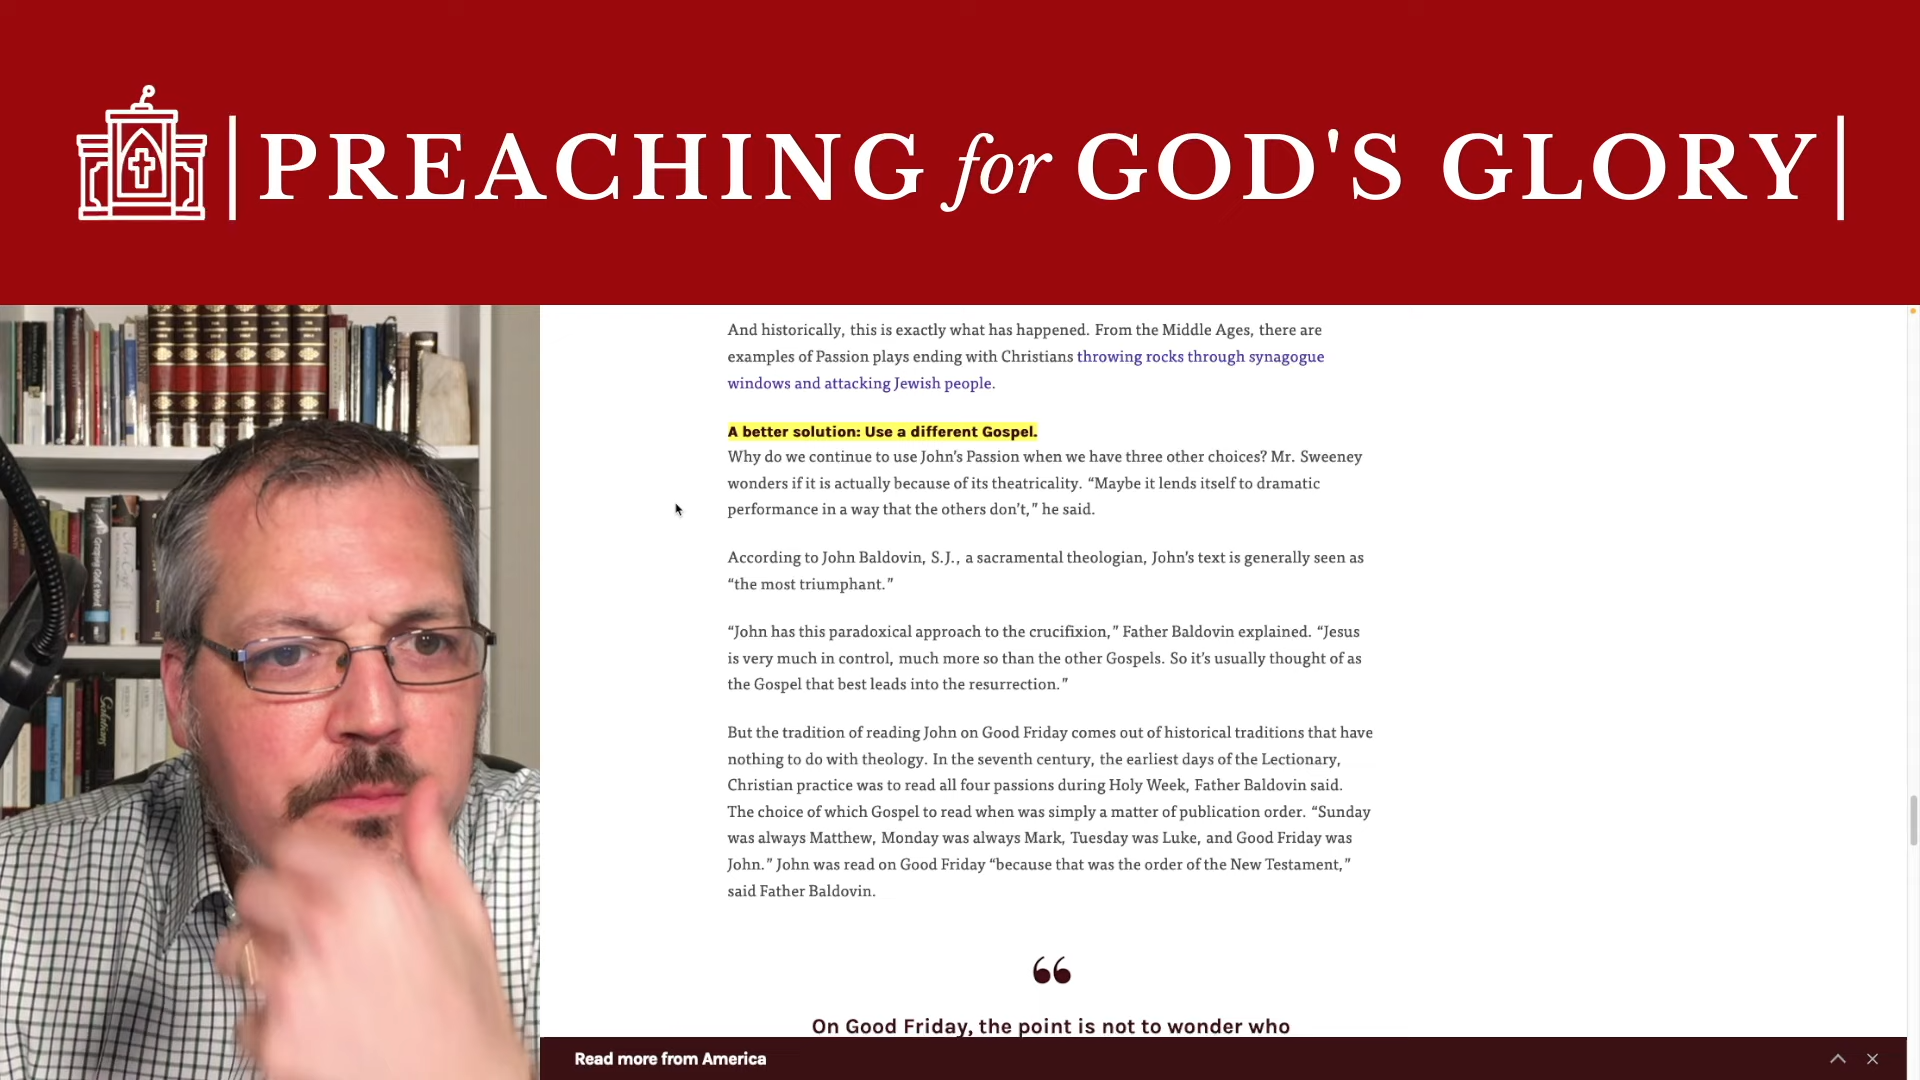 PREACHING for GOD'S GLORY
And historically, this is exactly what has happened. From the Middle Ages, there are
examples of Passion plays ending with Christians throwing rocks through synagogue
windows and attacking Jewish people.
A better solution: Use a different Gospel.
Why do we continue to use John’s Passion when we have three other choices? Mr. Sweeney
wonders if it is actually because of its theatricality. “Maybe it lends itself to dramatic
performance in a way that the others don’t,” he said.
According to John Baldovin, S.J., a sacramental theologian, John’s text is generally seen as
“the most triumphant.”
“John has this paradoxical approach to the crucifixion,” Father Baldovin explained. “Jesus
is very much in control, much more so than the other Gospels. So it’s usually thought of as
the Gospel that best leads into the resurrection.”
But the tradition of reading John on Good Friday comes out of historical traditions that have
nothing to do with theology. In the seventh century, the earliest days of the Lectionary,
Christian practice was to read all four passions during Holy Week, Father Baldovin said.
The choice of which Gospel to read when was simply a matter of publication order. “Sunday
was always Matthew, Monday was always Mark, Tuesday was Luke, and Good Friday was
John.” John was read on Good Friday “because that was the order of the New Testament,”
said Father Baldovin.
“
On Good Friday, the point is not to wonder who
Read more from America